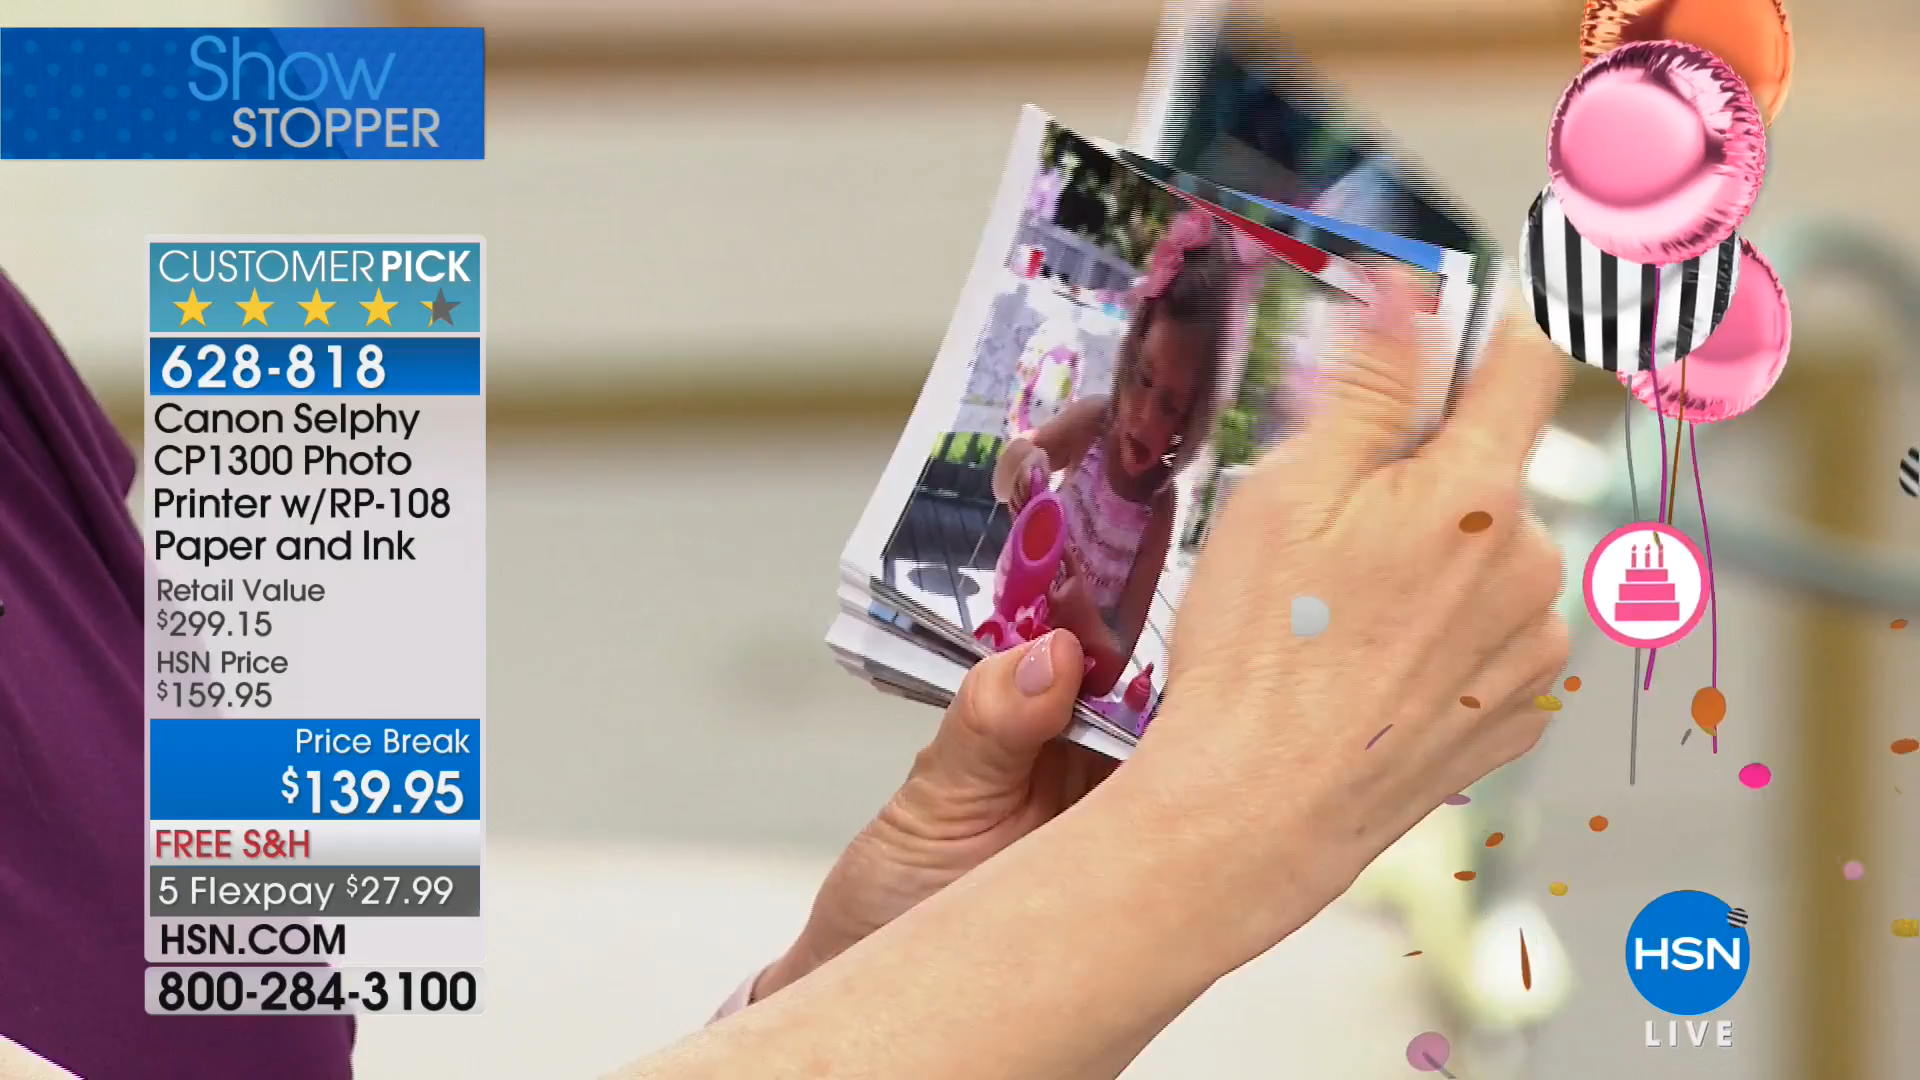 Show
STOPPER
CUSTOMER PICK
628-818
Canon Selphy
CP1300 Photo
Printer w/RP-108
Paper and Ink
Retail Value
$299.15
HSN Price
$159.95
Price Break
$139.95
FREE S&H
5 Flexpay $27.99
HSN.COM
800-284-3100
HSN
LIVE